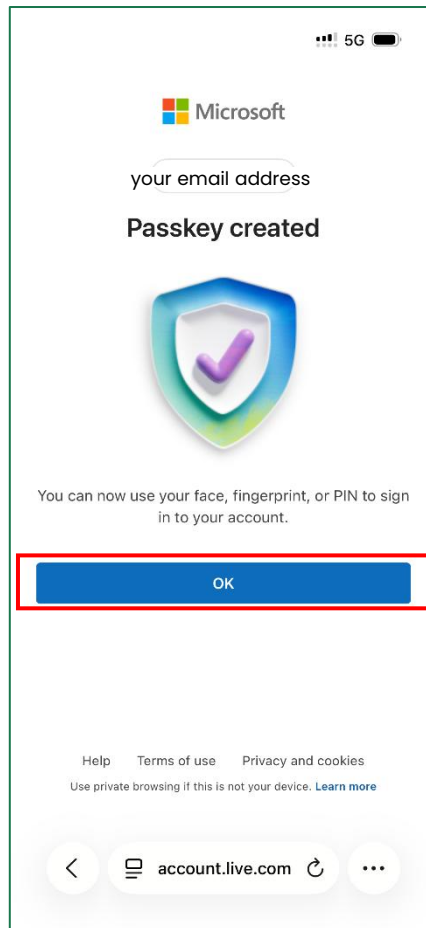 5G
Microsoft
your email address
Passkey created
You can now use your face, fingerprint, or PIN to sign
in to your account.
OK
Help Terms of use Privacy and cookies
Use private browsing if this is not your device. Learn more
account.live.com